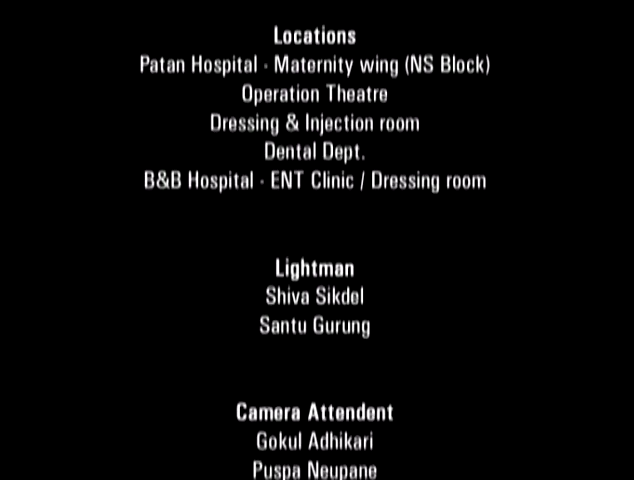 Locations
Patan Hospital - Maternity wing (NS Block)
Operation Theatre
Dressing & Injection room
Dental Dept.
B&B Hospital - ENT Clinic / Dressing room
Lightman
Shiva Sikdel
Santu Gurung
Camera Attendent
Gokul Adhikari
Puspa Neupane